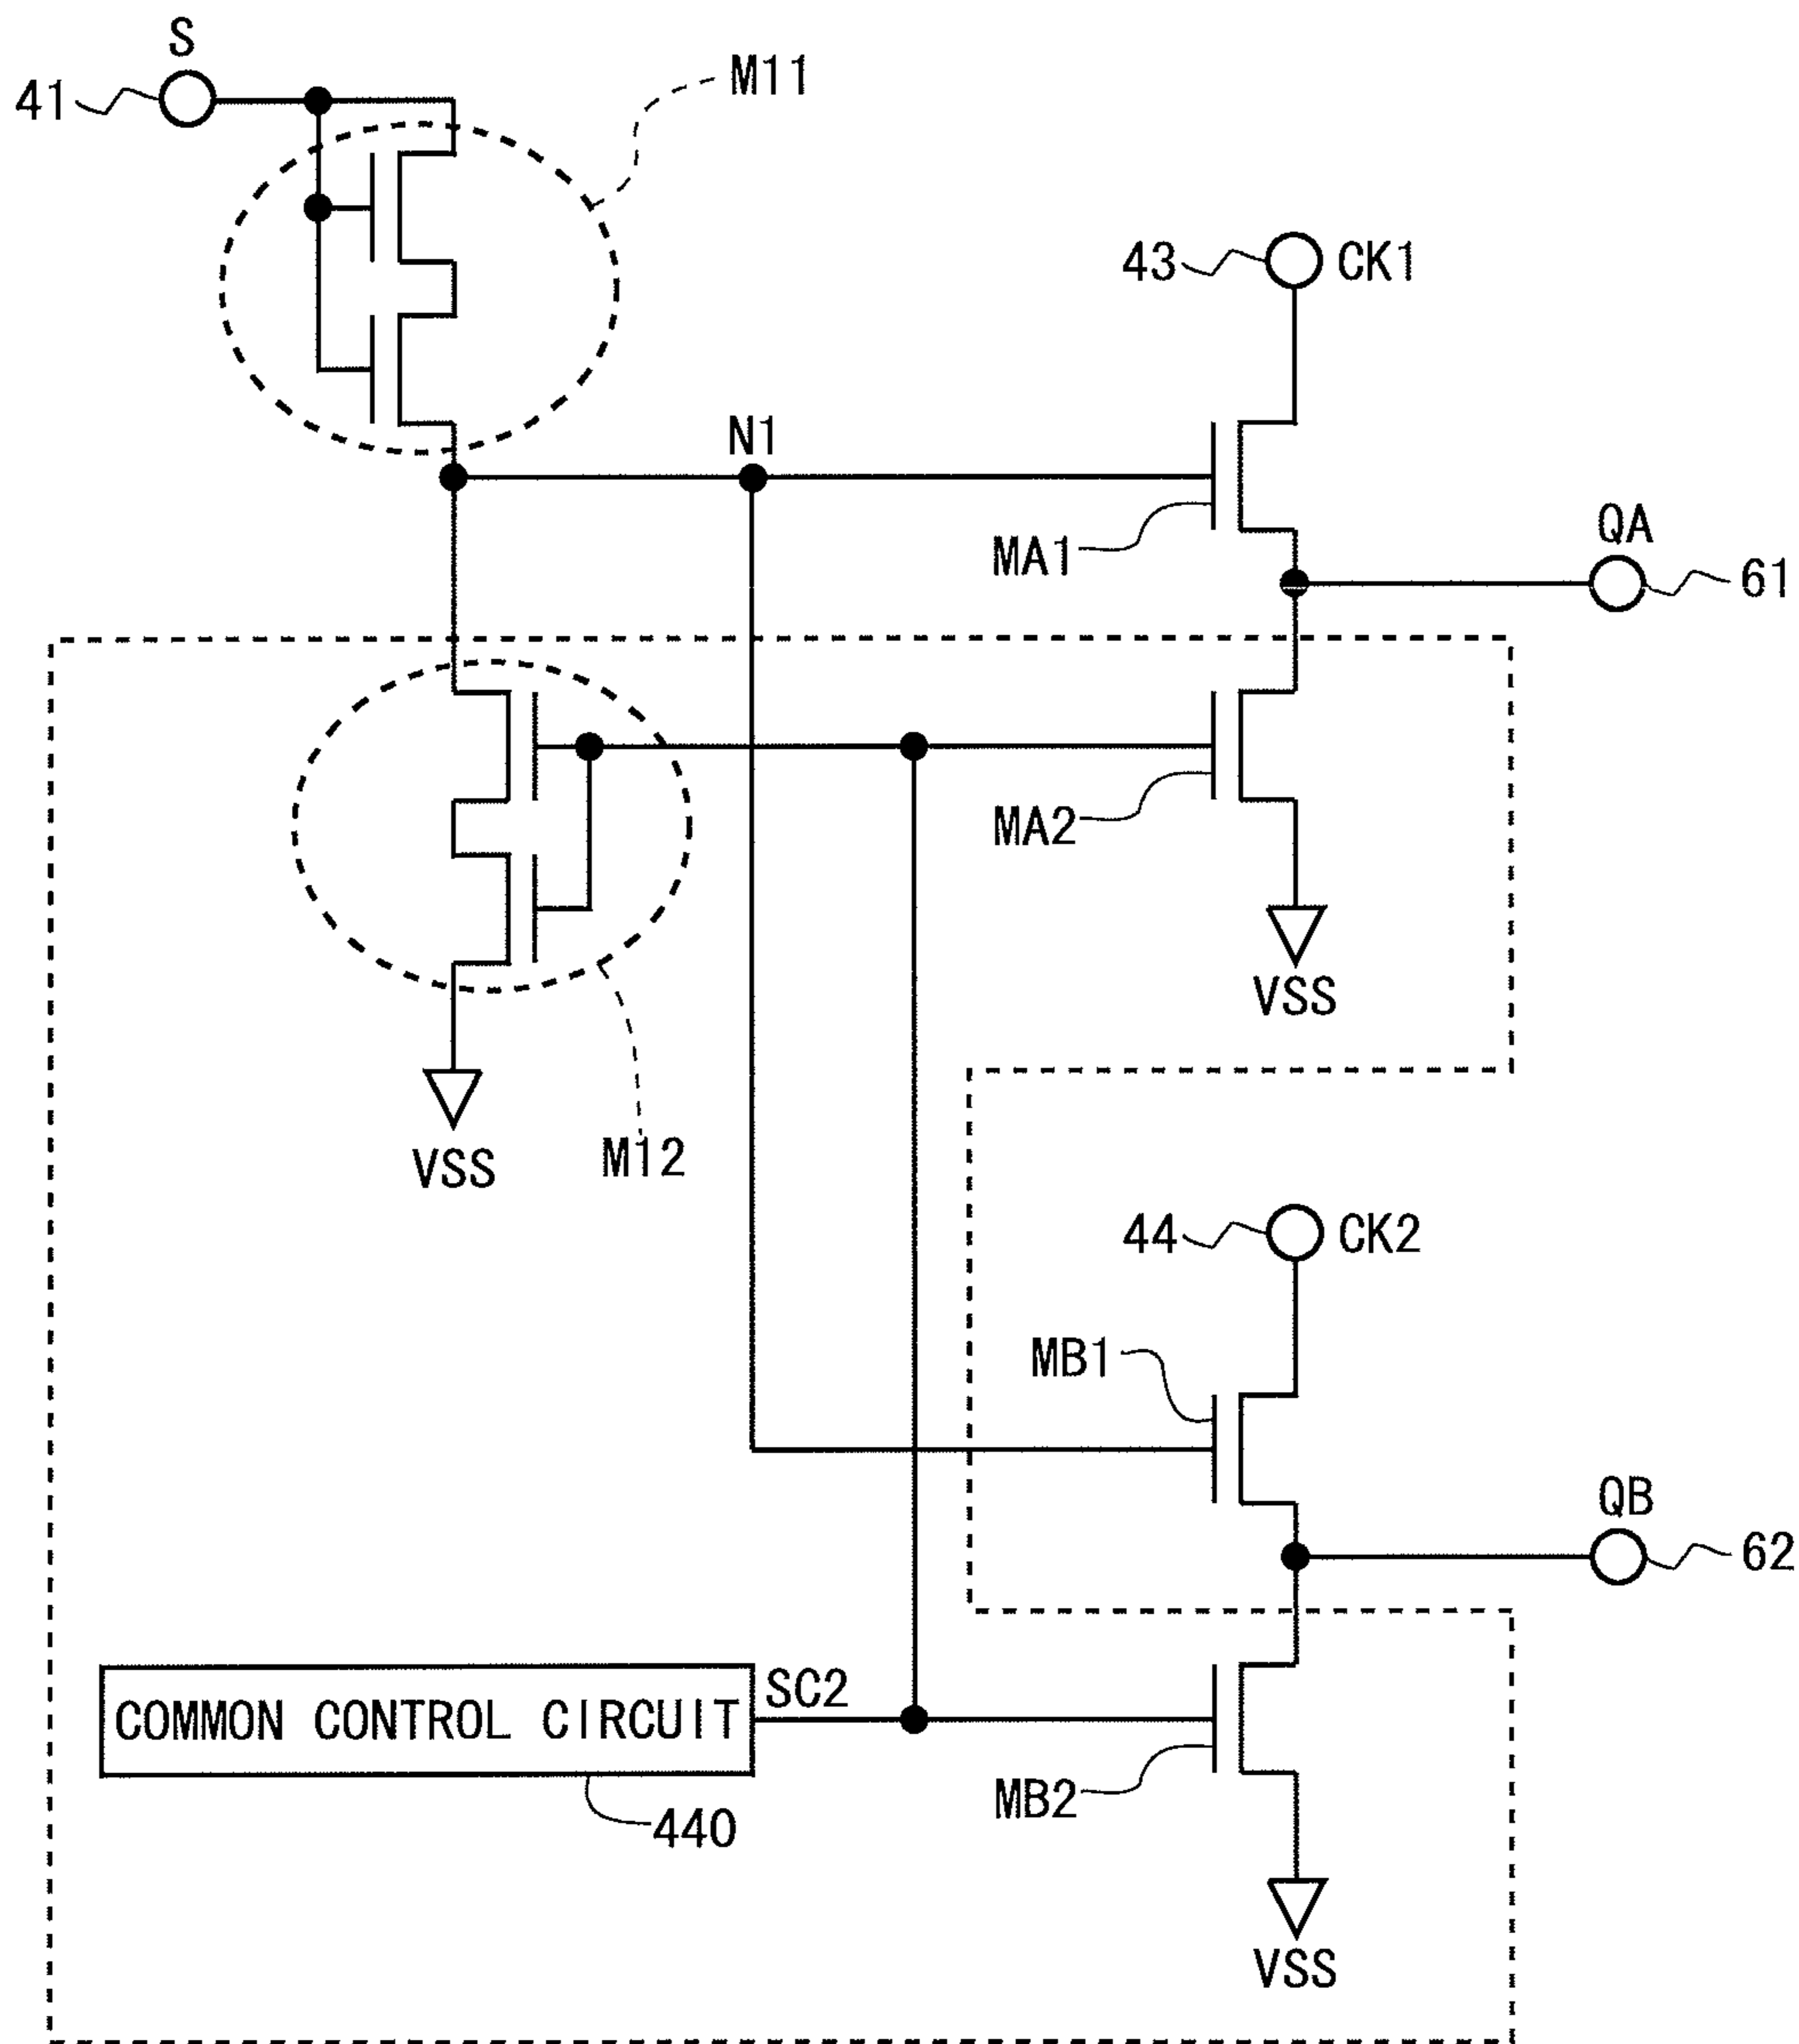 S
41
M11
43
CK1
N1
MA1
QA
61
MA2
VSS
VSS
M12
44
CK2
MB1
QB
62
SC2
COMMON CONTROL CIRCUIT
MB2
440
VSS